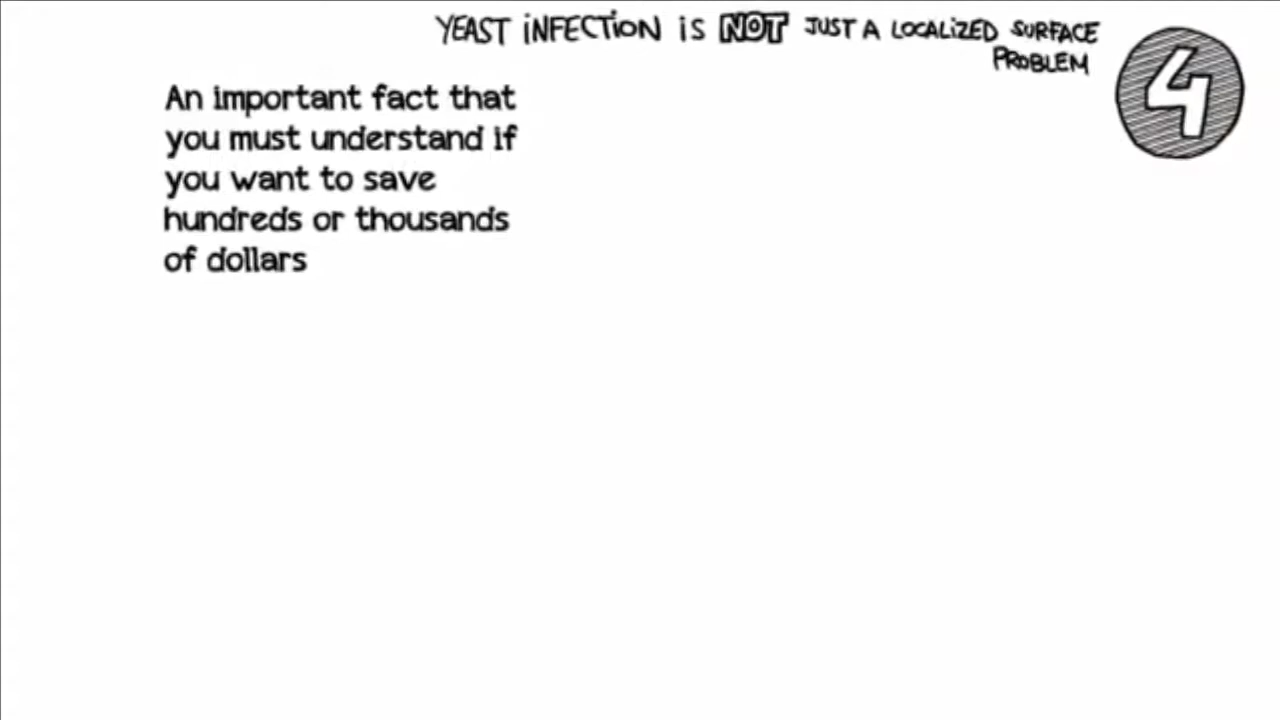 YEAST INFECTION IS NOT JUST A LOCALIZED SURFACE
PROBLEM
4
An important fact that
you must understand if
you want to save
hundreds or thousands
of dollars